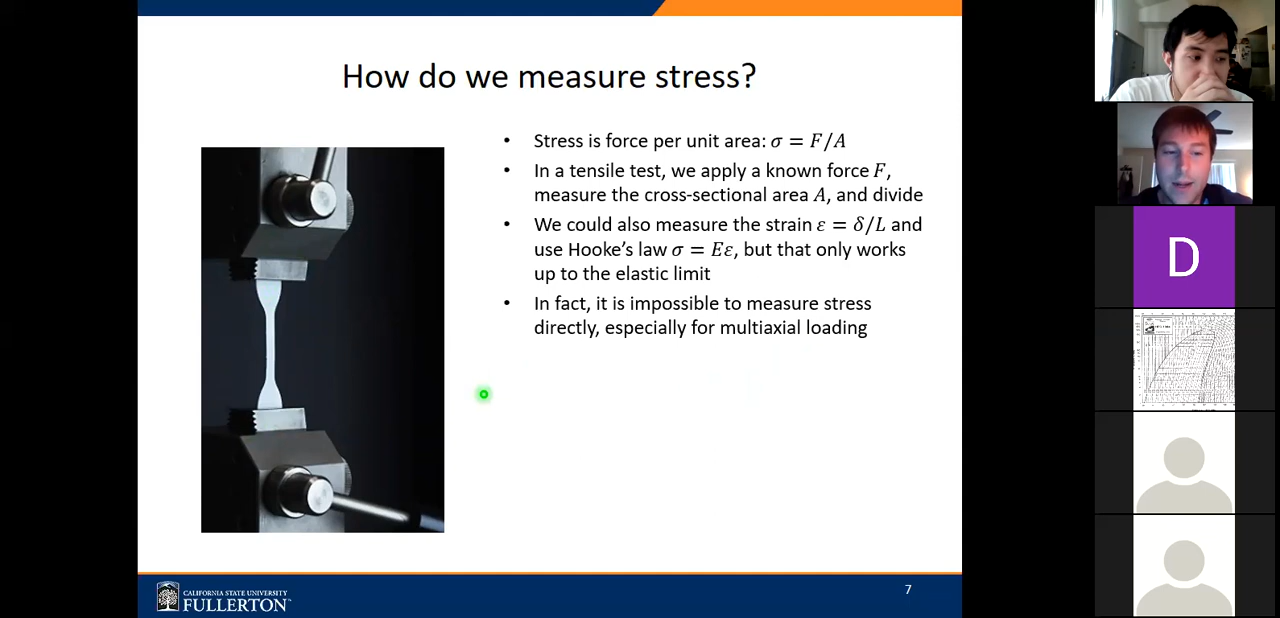 How do we measure stress?
• Stress is force per unit area: σ = F/A
• In a tensile test, we apply a known force F,
measure the cross-sectional area A, and divide
• We could also measure the strain ε = δ/L and
use Hooke's law σ = Eε, but that only works
up to the elastic limit
• In fact, it is impossible to measure stress
directly, especially for multiaxial loading
D
CALIFORNIA STATE UNIVERSITY
FULLERTON™
7